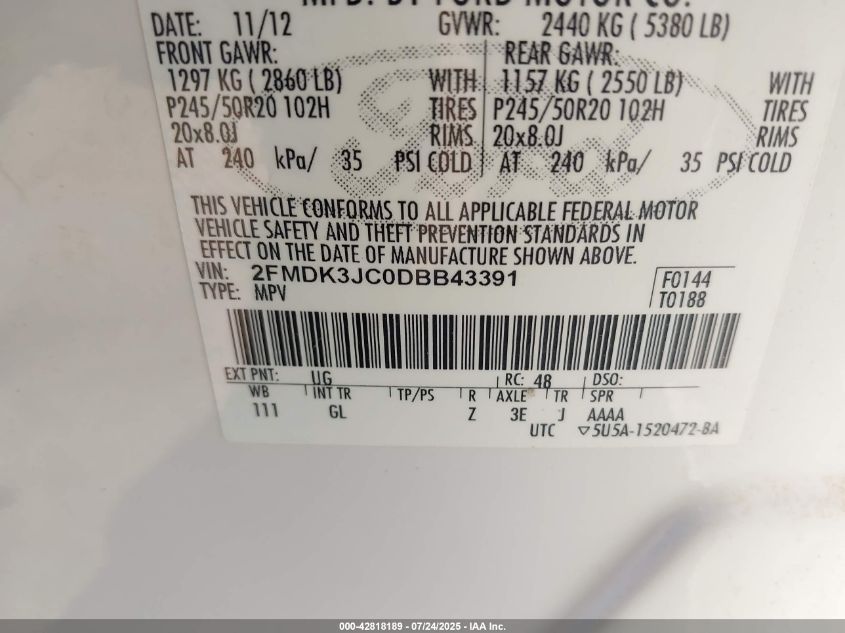 MFD. BY FORD MOTOR CO.
DATE: 11/12 GVWR: 2440 KG ( 5380 LB)
FRONT GAWR: REAR GAWR:
1297 KG ( 2860 LB) WITH 1157 KG ( 2550 LB) WITH
P245/50R20 102H TIRES P245/50R20 102H TIRES
20x8.0J RIMS 20x8.0J RIMS
AT 240 kPa/ 35 PSI COLD AT 240 kPa/ 35 PSI COLD
THIS VEHICLE CONFORMS TO ALL APPLICABLE FEDERAL MOTOR
VEHICLE SAFETY AND THEFT PREVENTION STANDARDS IN
EFFECT ON THE DATE OF MANUFACTURE SHOWN ABOVE.
VIN: 2FMDK3JC0DBB43391 F0144
TYPE: MPV T0188
EXT PNT: UG RC: 48 DSO:
WB INT TR TP/PS R AXLE TR SPR
111 GL Z 3E J AAAA
UTC ▽5U5A-1520472-BA
000-42818189 - 07/24/2025 - IAA Inc.